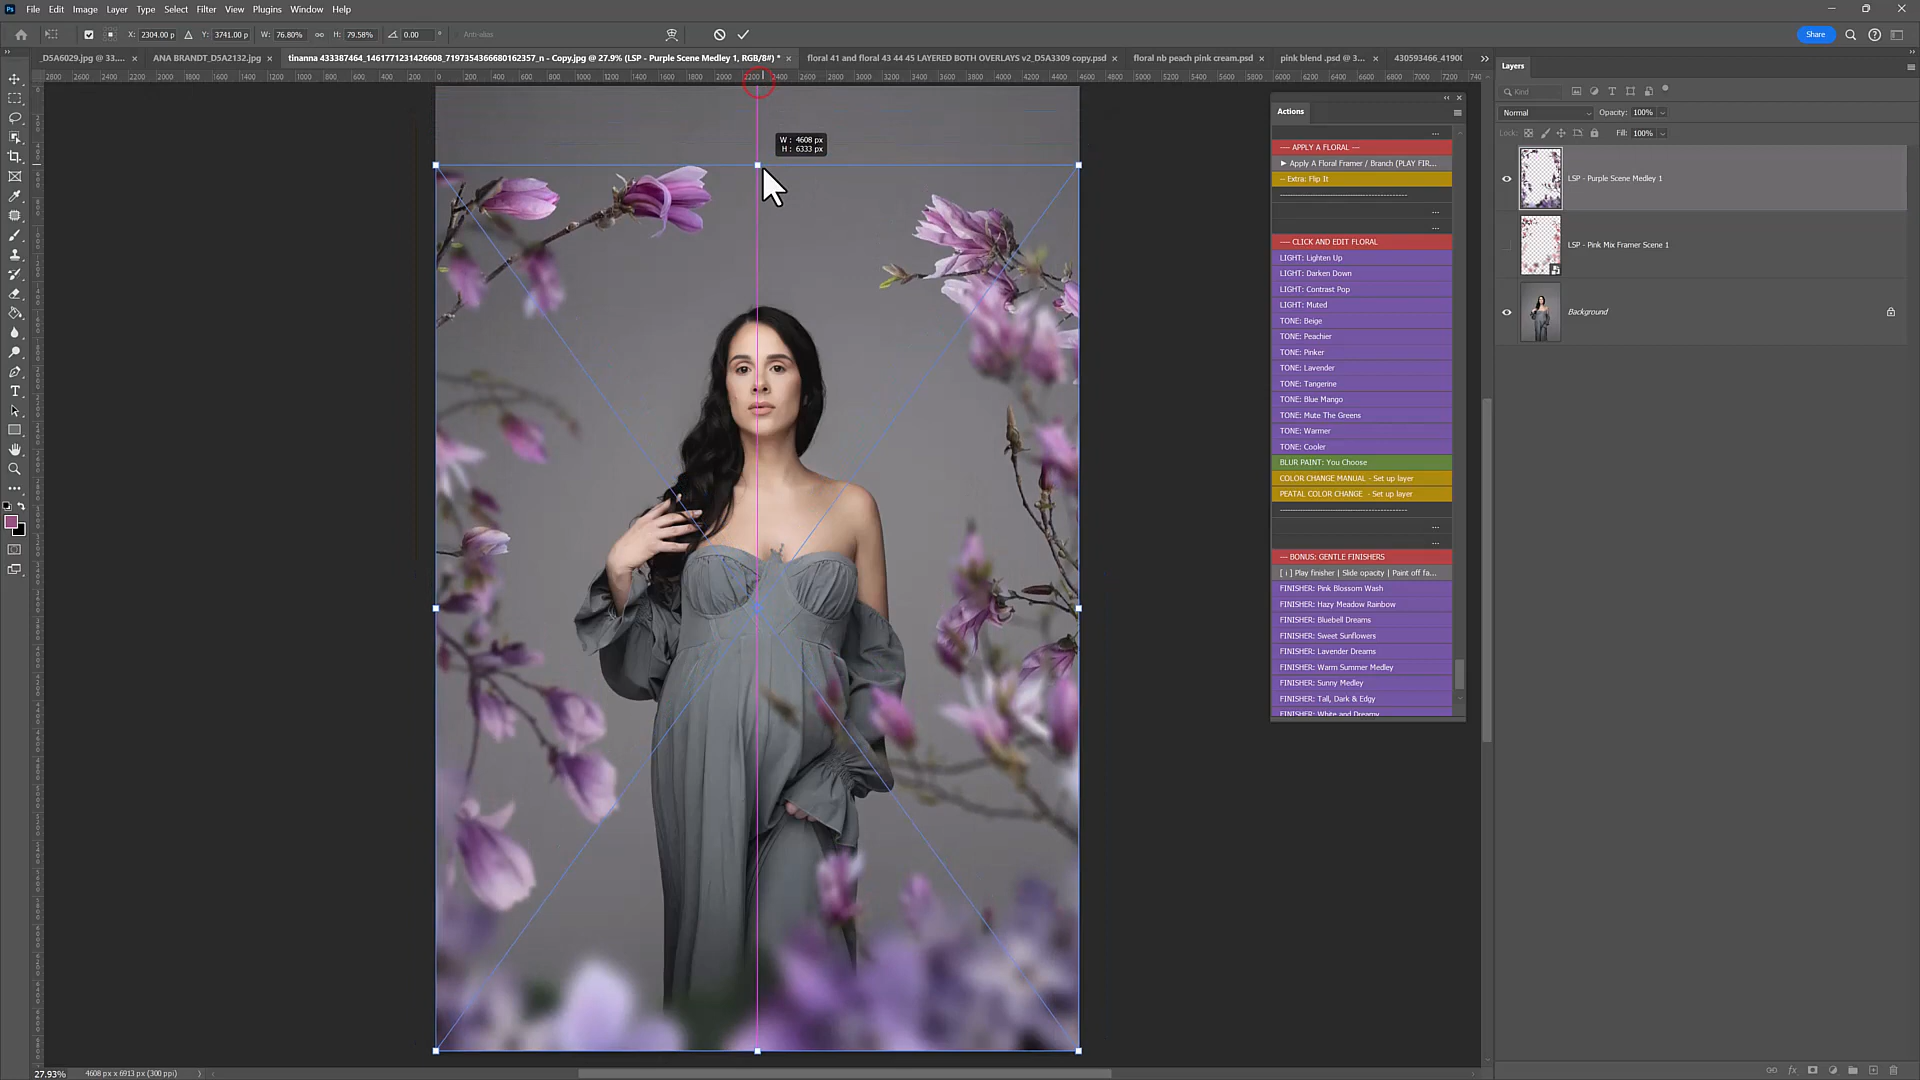 Ps File Edit Image Layer Type Select Filter View Plugins Window Help
X: 2304.00 p Y: 3741.00 p W: 76.80% H: 79.58% 0.00 ° Anti-alias Share
_D5A6029.jpg @ 33.... × ANA BRANDT_D5A2132.jpg × tinanna 433387464_1461771231426608_7197354366680162357_n - Copy.jpg @ 27.9% (LSP - Purple Scene Medley 1, RGB/8#) * × floral 41 and floral 43 44 45 LAYERED BOTH OVERLAYS v2_D5A3309 copy.psd × floral nb peach pink cream.psd × pink blend .psd @ 3... × 430593466_41900
W: 4608 px
H: 6333 px
Actions
...
--- APPLY A FLORAL ---
► Apply A Floral Framer / Branch (PLAY FIR...
-- Extra: Flip It
...
...
--- CLICK AND EDIT FLORAL
LIGHT: Lighten Up
LIGHT: Darken Down
LIGHT: Contrast Pop
LIGHT: Muted
TONE: Beige
TONE: Peachier
TONE: Pinker
TONE: Lavender
TONE: Tangerine
TONE: Blue Mango
TONE: Mute The Greens
TONE: Warmer
TONE: Cooler
BLUR PAINT: You Choose
COLOR CHANGE MANUAL - Set up layer
PEATAL COLOR CHANGE - Set up layer
...
...
--- BONUS: GENTLE FINISHERS
[ i ] Play finisher | Slide opacity | Paint off fa...
FINISHER: Pink Blossom Wash
FINISHER: Hazy Meadow Rainbow
FINISHER: Bluebell Dreams
FINISHER: Sweet Sunflowers
FINISHER: Lavender Dreams
FINISHER: Warm Summer Medley
FINISHER: Sunny Medley
FINISHER: Tall, Dark & Edgy
FINISHER: White and Dreamy
Layers
Kind
Normal Opacity: 100%
Lock: Fill: 100%
LSP - Purple Scene Medley 1
LSP - Pink Mix Framer Scene 1
Background
27.93% 4608 px x 6913 px (300 ppi)